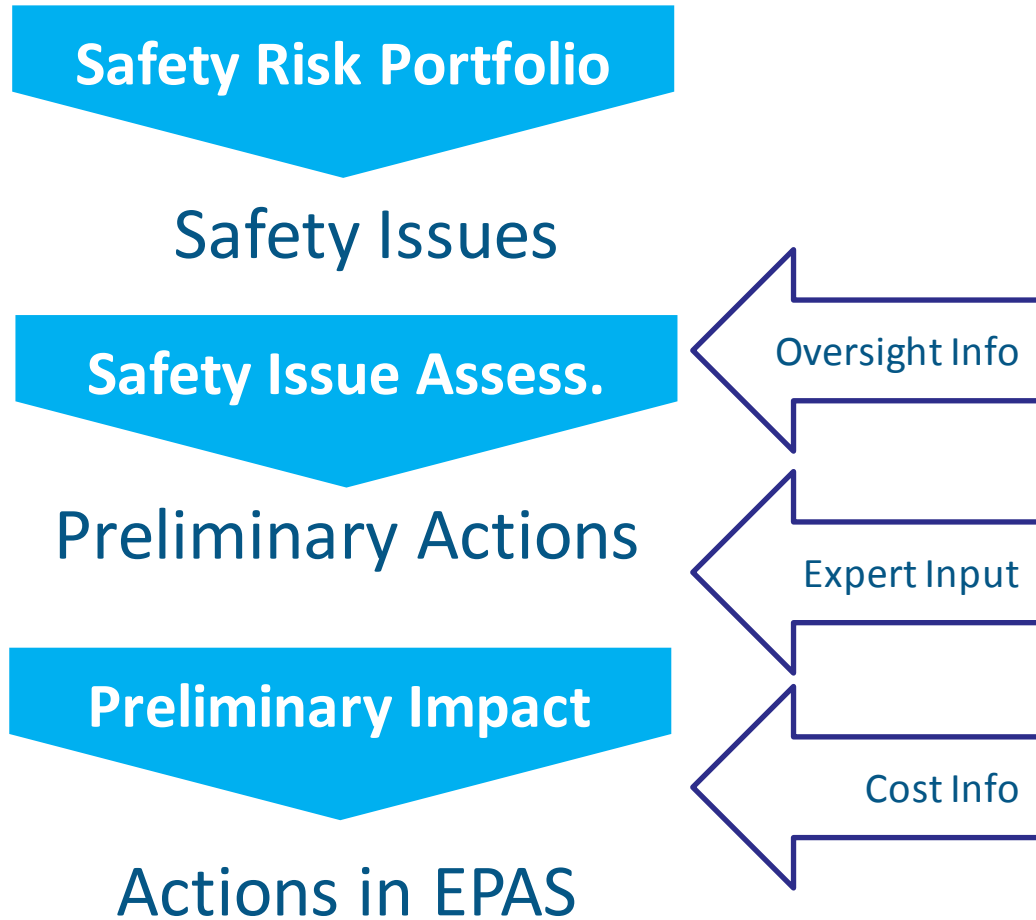 Safety Risk Portfolio
Safety Issues
Safety Issue Assess.
Oversight Info
Preliminary Actions
Expert Input
Preliminary Impact
Cost Info
Actions in EPAS